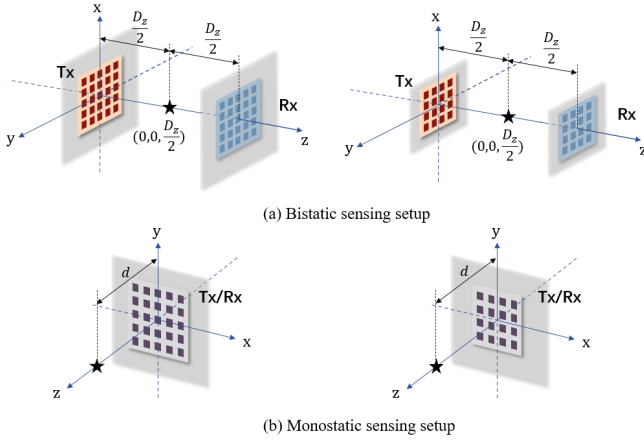 x
D_z/2
D_z/2
Tx
Rx
y
(0,0,D_z/2)
z
x
D_z/2
D_z/2
Tx
Rx
y
(0,0,D_z/2)
z
(a) Bistatic sensing setup
y
d
Tx/Rx
x
z
y
d
Tx/Rx
x
z
(b) Monostatic sensing setup